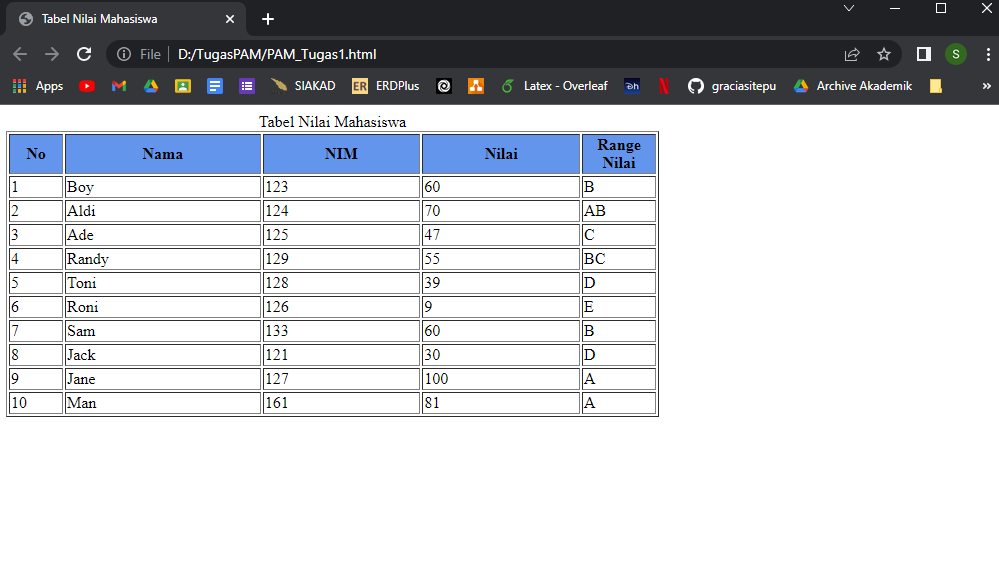 Tabel Nilai Mahasiswa
File D:/TugasPAM/PAM_Tugas1.html S
Apps SIAKAD ER ERDPlus Latex - Overleaf graciasitepu Archive Akademik »
Tabel Nilai Mahasiswa
No Nama NIM Nilai Range Nilai
1 Boy 123 60 B
2 Aldi 124 70 AB
3 Ade 125 47 C
4 Randy 129 55 BC
5 Toni 128 39 D
6 Roni 126 9 E
7 Sam 133 60 B
8 Jack 121 30 D
9 Jane 127 100 A
10 Man 161 81 A